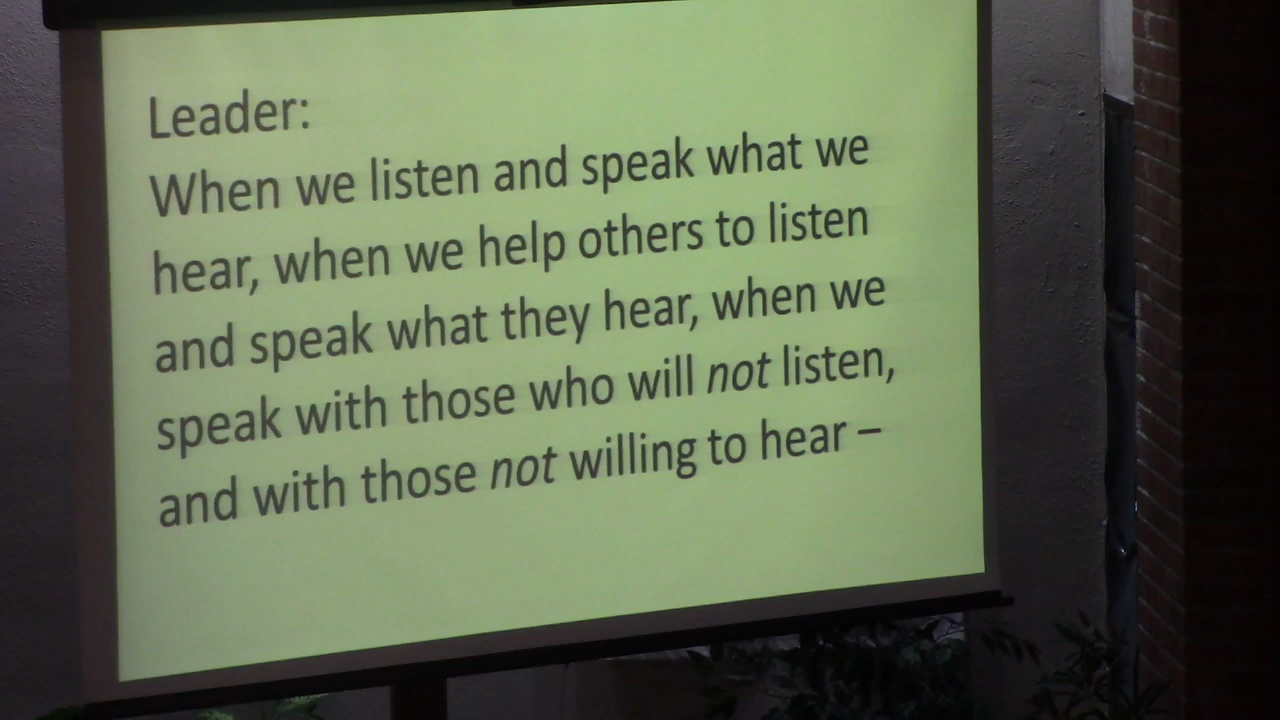 Leader:
When we listen and speak what we
hear, when we help others to listen
and speak what they hear, when we
speak with those who will not listen,
and with those not willing to hear –